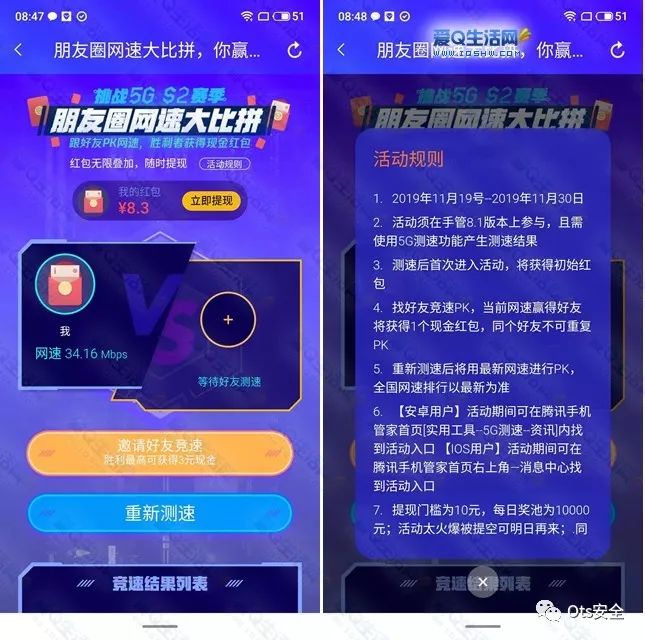 08:47
51
朋友圈网速大比拼，你赢...
挑战5G S2赛季
朋友圈网速大比拼
跟好友PK网速，胜利者获得现金红包
红包无限叠加，随时提现
活动规则
我的红包
¥8.3
立即提现
VS
我
网速 34.16 Mbps
+
等待好友测速
邀请好友竞速
胜利最高可获得3元现金
重新测速
竞速结果列表
08:48
51
爱Q生活网
www.iqshw.com
朋友圈网速大比拼，你赢...
挑战5G S2赛季
朋友圈网速大比拼
活动规则
1. 2019年11月19号--2019年11月30日
2. 活动须在手管8.1版本上参与，且需
使用5G测速功能产生测速结果
3. 测速后首次进入活动，将获得初始红
包
4. 找好友竞速PK，当前网速赢得好友
将获得1个现金红包，同个好友不可重复
PK
5. 重新测速后将用最新网速进行PK，
全国网速排行以最新为准
6. 【安卓用户】活动期间可在腾讯手机
管家首页[实用工具--5G测速--资讯]内找
到活动入口 【IOS用户】活动期间可在
腾讯手机管家首页右上角--消息中心找
到活动入口
7. 提现门槛为10元，每日奖池为10000
元；活动太火爆被提空可明日再来；.同
竞速结果列表
Ots安全